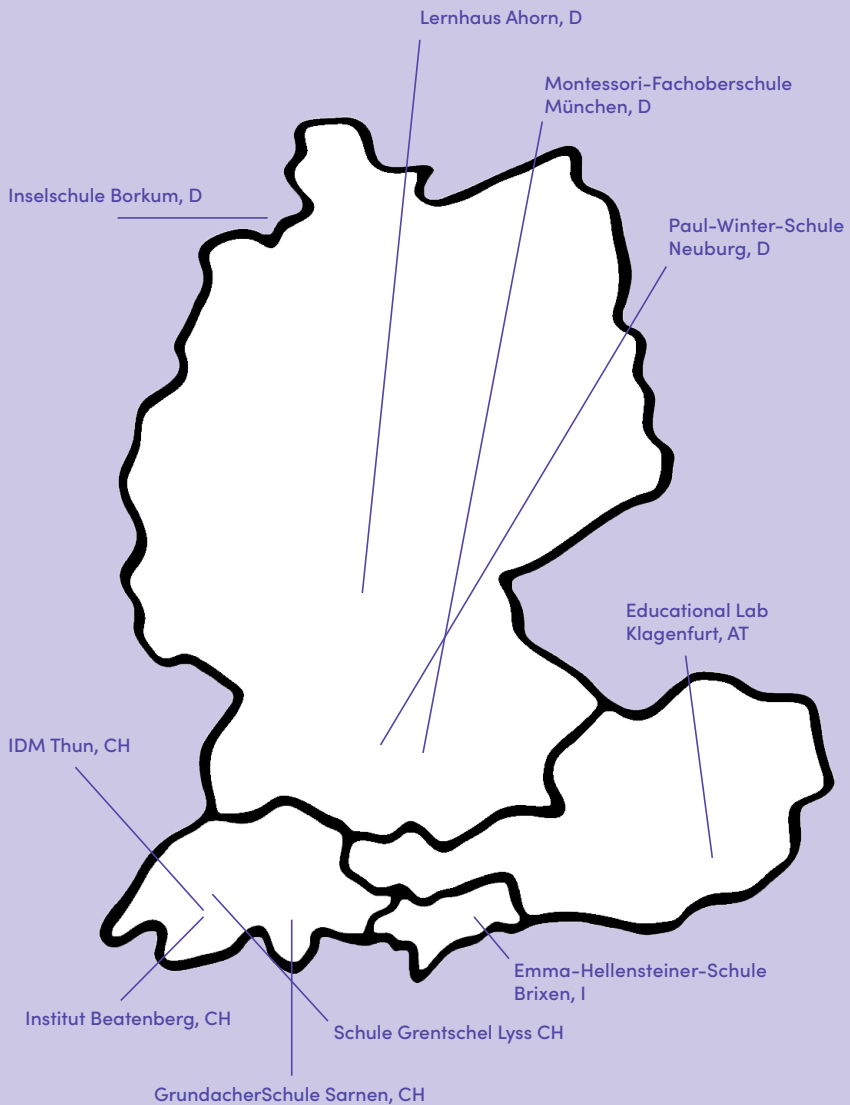 Lernhaus Ahorn, D
Montessori-Fachoberschule
München, D
Inselschule Borkum, D
Paul-Winter-Schule
Neuburg, D
Educational Lab
Klagenfurt, AT
IDM Thun, CH
Emma-Hellensteiner-Schule
Brixen, I
Institut Beatenberg, CH
Schule Grentschel Lyss CH
GrundacherSchule Sarnen, CH